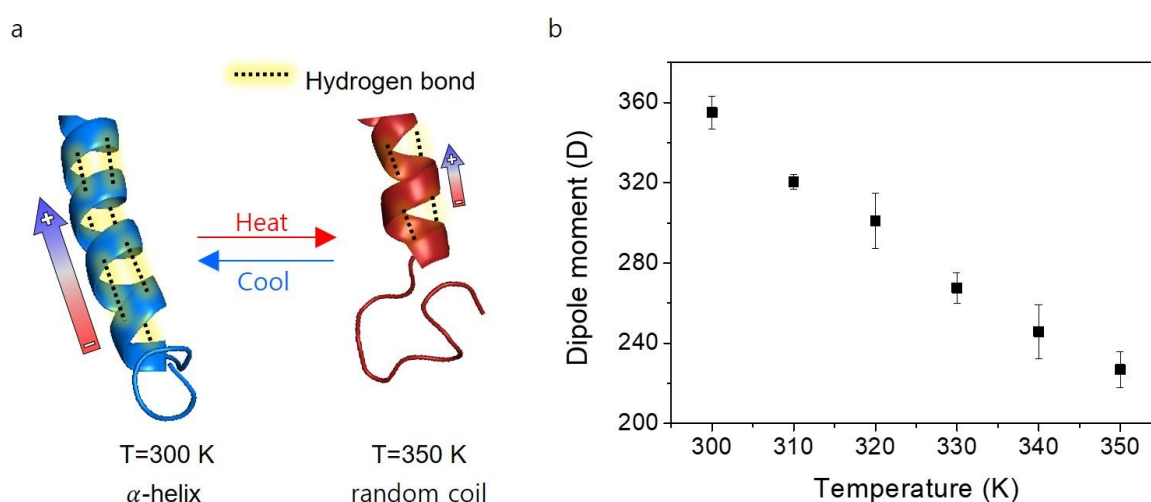 a
Hydrogen bond
+
-
Heat
Cool
+
-
T=300 K
α-helix
T=350 K
random coil
b
Dipole moment (D)
360
320
280
240
200
300 310 320 330 340 350
Temperature (K)